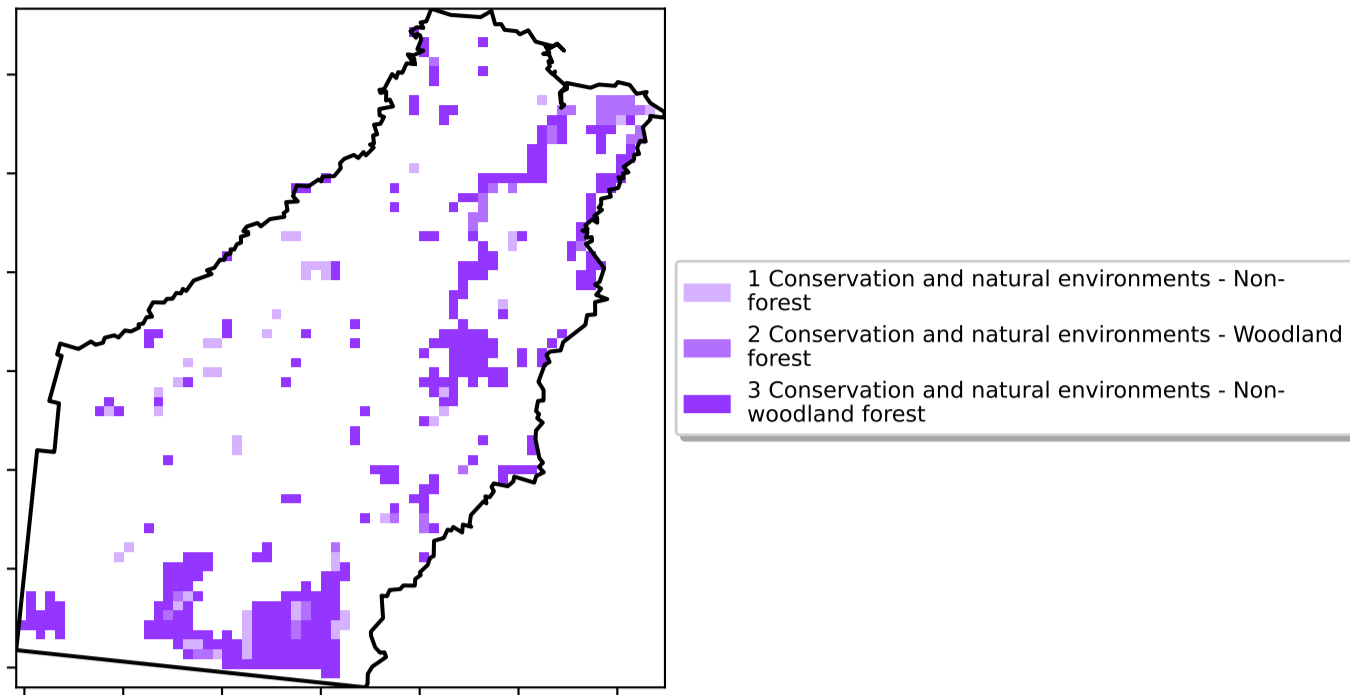 1 Conservation and natural environments - Non-
forest
2 Conservation and natural environments - Woodland
forest
3 Conservation and natural environments - Non-
woodland forest